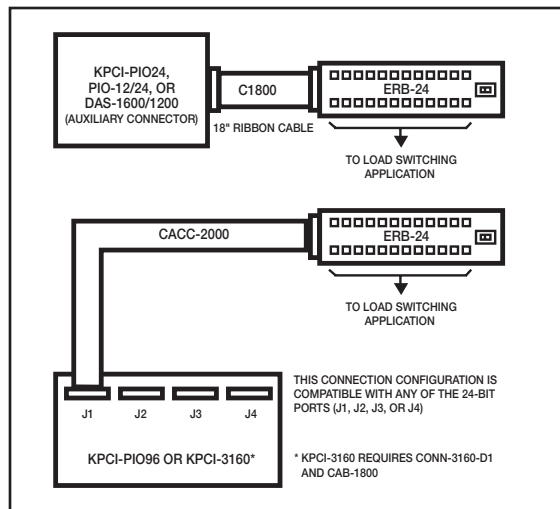 KPCI-PIO24,
PIO-12/24, OR
DAS-1600/1200
(AUXILIARY CONNECTOR)
C1800
18" RIBBON CABLE
ERB-24
TO LOAD SWITCHING
APPLICATION
CACC-2000
ERB-24
TO LOAD SWITCHING
APPLICATION
J1 J2 J3 J4
KPCI-PIO96 OR KPCI-3160*
THIS CONNECTION CONFIGURATION IS
COMPATIBLE WITH ANY OF THE 24-BIT
PORTS (J1, J2, J3, OR J4)
* KPCI-3160 REQUIRES CONN-3160-D1
AND CAB-1800